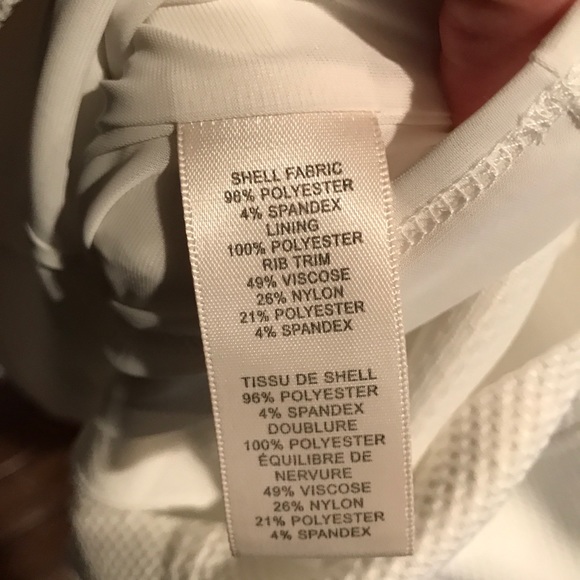 SHELL FABRIC
96% POLYESTER
4% SPANDEX
LINING
100% POLYESTER
RIB TRIM
49% VISCOSE
26% NYLON
21% POLYESTER
4% SPANDEX
TISSU DE SHELL
96% POLYESTER
4% SPANDEX
DOUBLURE
100% POLYESTER
ÉQUILIBRE DE
NERVURE
49% VISCOSE
26% NYLON
21% POLYESTER
4% SPANDEX